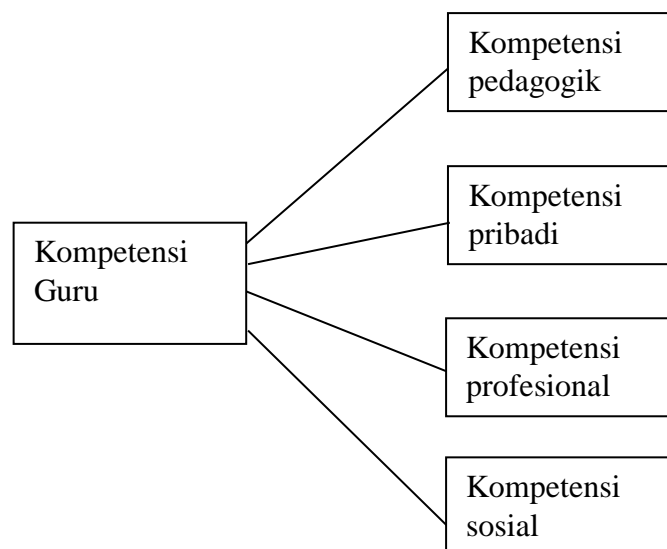 Kompetensi
pedagogik
Kompetensi
pribadi
Kompetensi
Guru
Kompetensi
profesional
Kompetensi
sosial